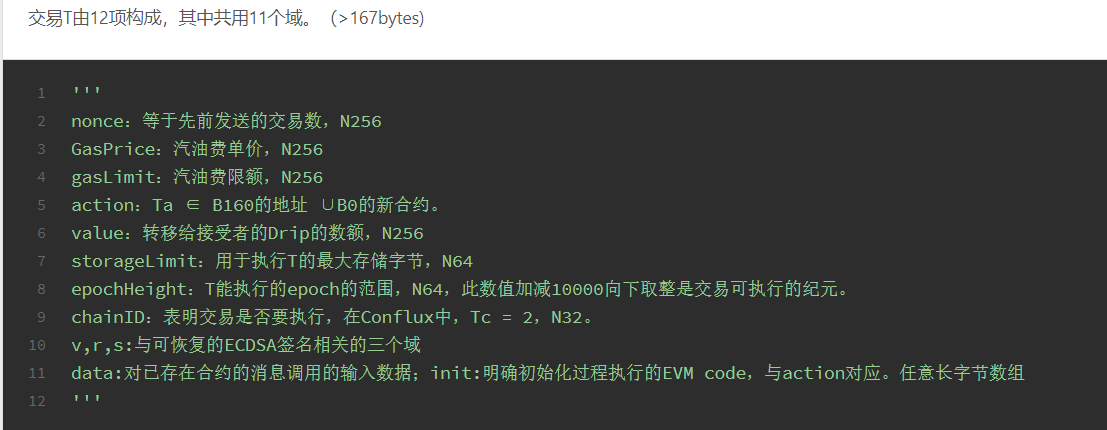 交易T由12项构成，其中共用11个域。（>167bytes)
1 '''
2 nonce：等于先前发送的交易数，N256
3 GasPrice：汽油费单价，N256
4 gasLimit：汽油费限额，N256
5 action：Ta ∈ B160的地址 ∪B0的新合约。
6 value：转移给接受者的Drip的数额，N256
7 storageLimit：用于执行T的最大存储字节，N64
8 epochHeight：T能执行的epoch的范围，N64，此数值加减10000向下取整是交易可执行的纪元。
9 chainID：表明交易是否要执行，在Conflux中，Tc = 2，N32。
10 v,r,s:与可恢复的ECDSA签名相关的三个域
11 data:对已存在合约的消息调用的输入数据；init:明确初始化过程执行的EVM code，与action对应。任意长字节数组
12 '''